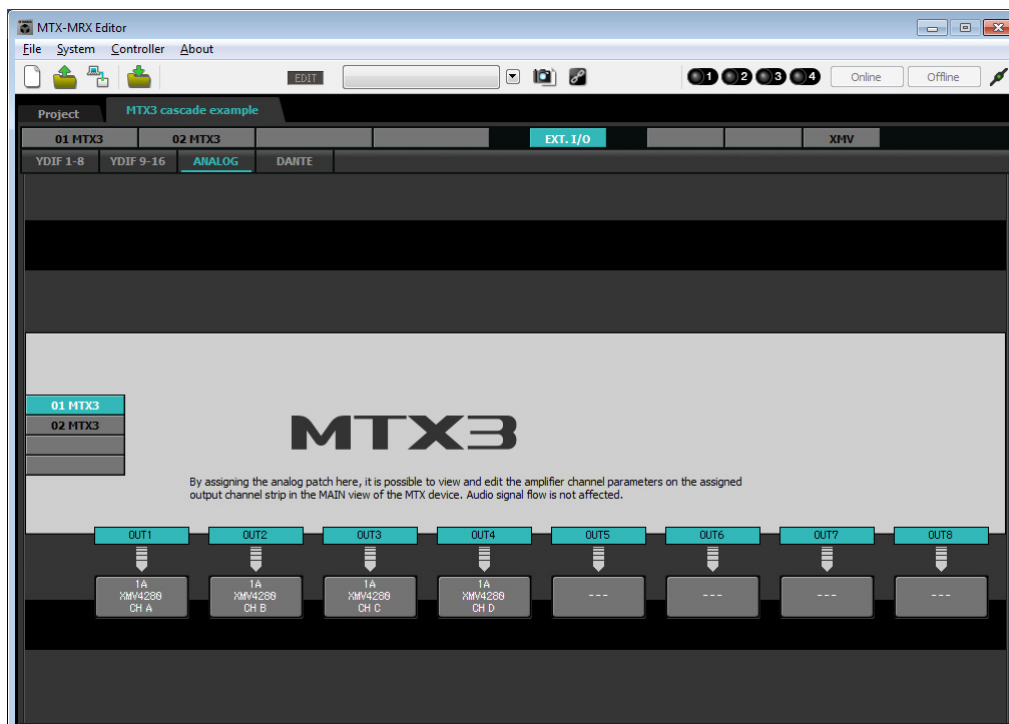 MTX-MRX Editor
File System Controller About
EDIT
1 2 3 4 Online Offline
Project MTX3 cascade example
01 MTX3 02 MTX3 EXT. I/O XMV
YDIF 1-8 YDIF 9-16 ANALOG DANTE
01 MTX3
02 MTX3
MTX3
By assigning the analog patch here, it is possible to view and edit the amplifier channel parameters on the assigned
output channel strip in the MAIN view of the MTX device. Audio signal flow is not affected.
OUT1 OUT2 OUT3 OUT4 OUT5 OUT6 OUT7 OUT8
1A 1A 1A 1A
XMV4280 XMV4280 XMV4280 XMV4280 --- --- --- ---
CH A CH B CH C CH D